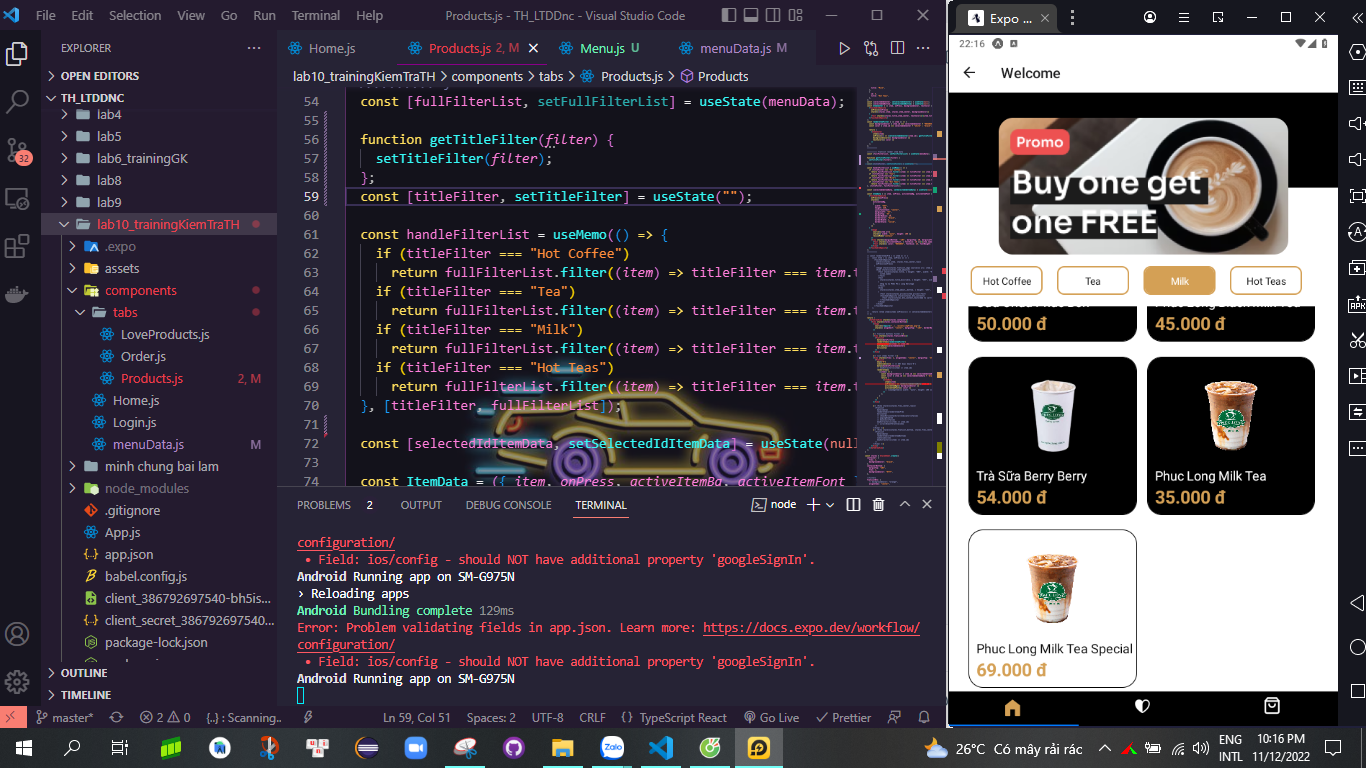 File Edit Selection View Go Run Terminal Help
Products.js - TH_LTDDnc - Visual Studio Code
EXPLORER
OPEN EDITORS
TH_LTDDNC
lab4
lab5
lab6_trainingGK
lab8
lab9
lab10_trainingKiemTraTH
.expo
assets
components
tabs
LoveProducts.js
Order.js
Products.js 2, M
Home.js
Login.js
menuData.js M
minh chung bai lam
node_modules
.gitignore
App.js
app.json
babel.config.js
client_386792697540-bh5is...
client_secret_386792697540...
package-lock.json
OUTLINE
TIMELINE
32
Home.js
Products.js 2, M
Menu.js U
menuData.js M
lab10_trainingKiemTraTH > components > tabs > Products.js > Products
54 const [fullFilterList, setFullFilterList] = useState(menuData);
55
56 function getTitleFilter(filter) {
57 setTitleFilter(filter);
58 };
59 const [titleFilter, setTitleFilter] = useState("");
60
61 const handleFilterList = useMemo(() => {
62 if (titleFilter === "Hot Coffee")
63 return fullFilterList.filter((item) => titleFilter === item.t
64 if (titleFilter === "Tea")
65 return fullFilterList.filter((item) => titleFilter === item.t
66 if (titleFilter === "Milk")
67 return fullFilterList.filter((item) => titleFilter === item.t
68 if (titleFilter === "Hot Teas")
69 return fullFilterList.filter((item) => titleFilter === item.t
70 }, [titleFilter, fullFilterList]);
71
72 const [selectedIdItemData, setSelectedIdItemData] = useState(null
73
74 const ItemData = ({ item, onPress, activeItemBg, activeItemFont }
PROBLEMS 2 OUTPUT DEBUG CONSOLE TERMINAL
node
configuration/
• Field: ios/config - should NOT have additional property 'googleSignIn'.
Android Running app on SM-G975N
› Reloading apps
Android Bundling complete 129ms
Error: Problem validating fields in app.json. Learn more: https://docs.expo.dev/workflow/
configuration/
• Field: ios/config - should NOT have additional property 'googleSignIn'.
Android Running app on SM-G975N
master*
2 0
{..} : Scanning..
Ln 59, Col 51
Spaces: 2
UTF-8
CRLF
{} TypeScript React
Go Live
Prettier
Expo ...
22:16
Welcome
Promo
Buy one get
one FREE
Hot Coffee
Tea
Milk
Hot Teas
50.000 đ
45.000 đ
Trà Sữa Berry Berry
54.000 đ
Phuc Long Milk Tea
35.000 đ
Phuc Long Milk Tea Special
69.000 đ
Zalo
26°C Có mây rải rác
ENG
INTL
10:16 PM
11/12/2022